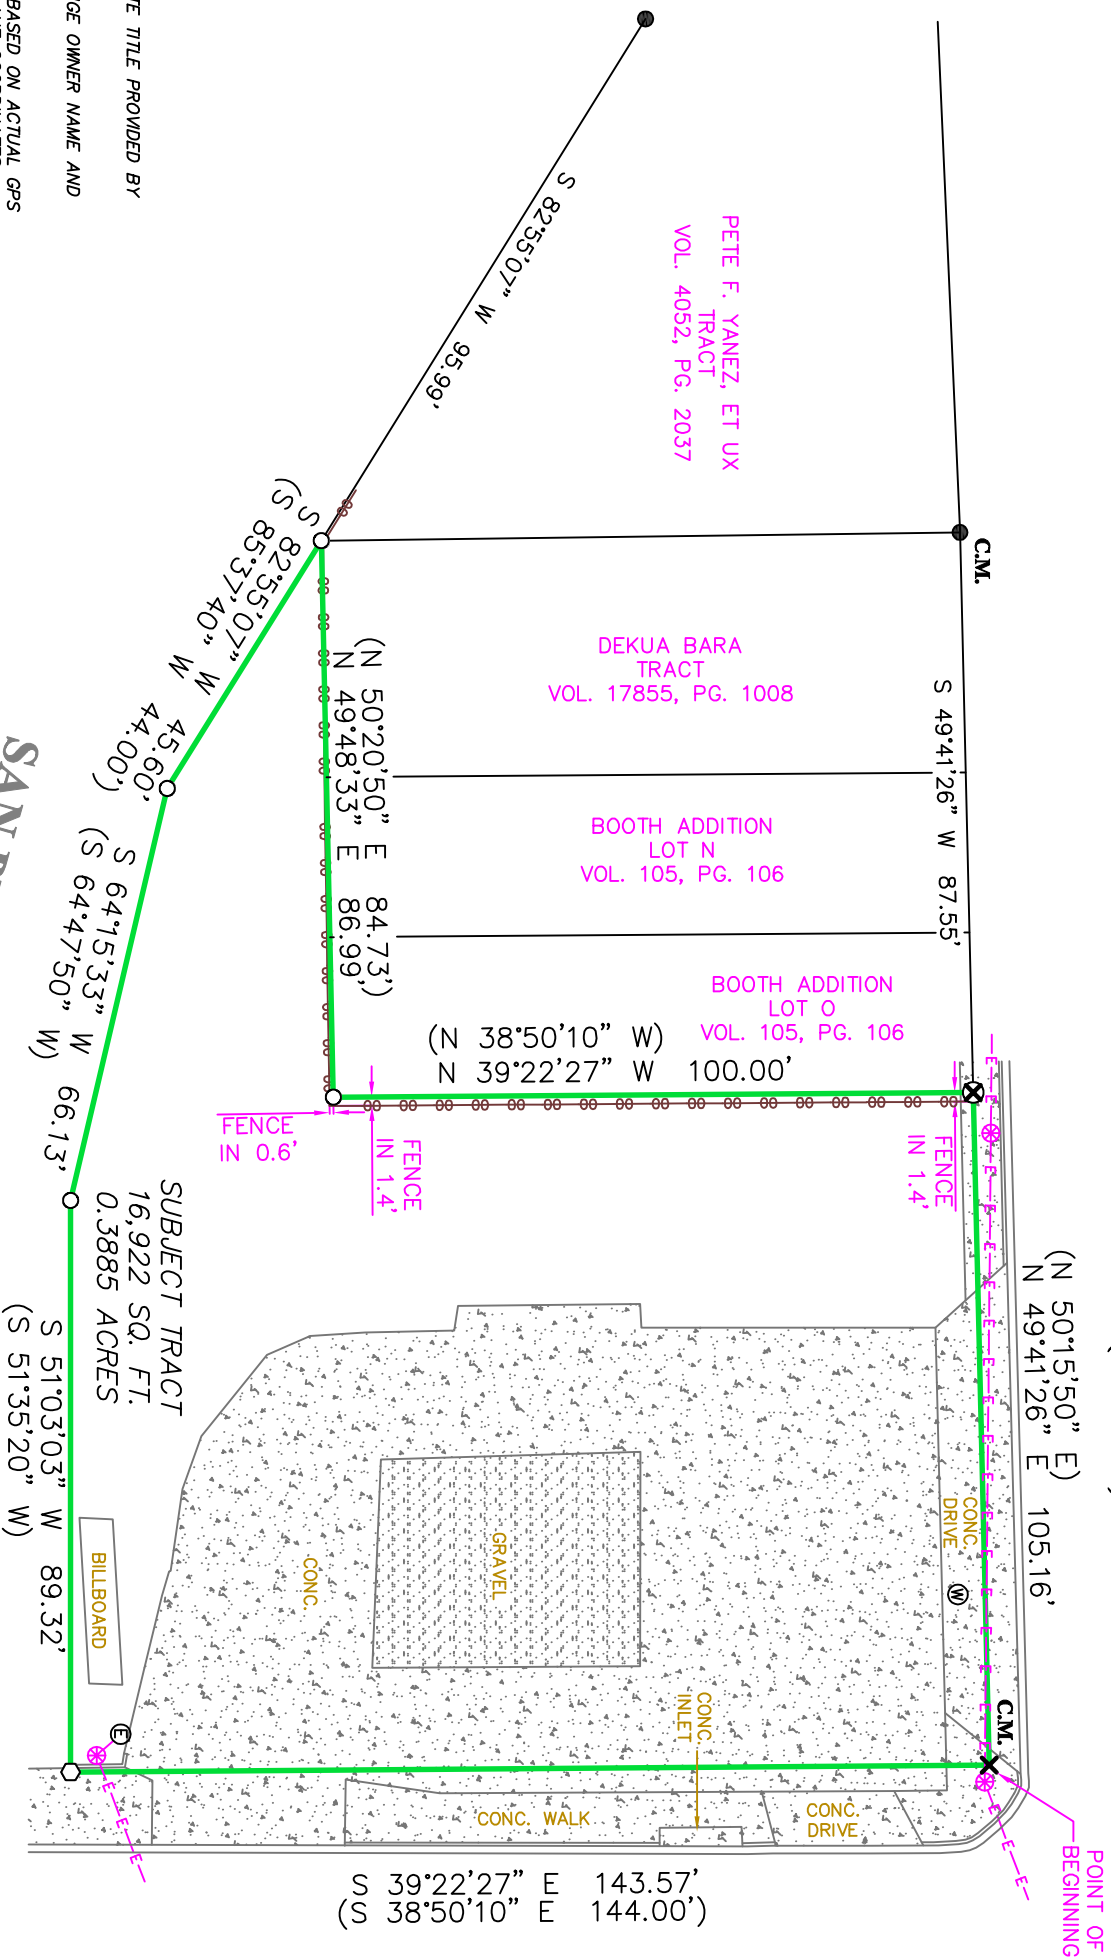 TE TITLE PROVIDED BY
GE OWNER NAME AND
BASED ON ACTUAL GPS
S 82°55'07" W 95.99'
PETE F. YANEZ, ET UX
TRACT
VOL. 4052, PG. 2037
C.M.
DEKUA BARA
TRACT
VOL. 17855, PG. 1008
S 49°41'26" W 87.55'
BOOTH ADDITION
LOT N
VOL. 105, PG. 106
BOOTH ADDITION
LOT O
VOL. 105, PG. 106
(N 50°20'50" E 84.73')
N 49°48'33" E 86.99'
S 82°55'07" W 45.60'
(S 85°37'40" W 44.00')
S 64°15'33" W 66.13'
(S 64°47'50" W)
(N 38°50'10" W)
N 39°22'27" W 100.00'
FENCE
IN 0.6'
FENCE
IN 1.4'
FENCE
IN 1.4'
SUBJECT TRACT
16,922 SQ. FT.
0.3885 ACRES
S 51°03'03" W 89.32'
(S 51°35'20" W)
(N 50°15'50" E)
N 49°41'26" E 105.16'
CONC.
DRIVE
W
GRAVEL
CONC.
BILLBOARD
E
CONC
INLET
C.M.
CONC. WALK
CONC.
DRIVE
POINT OF
BEGINNING
S 39°22'27" E 143.57'
(S 38°50'10" E 144.00')